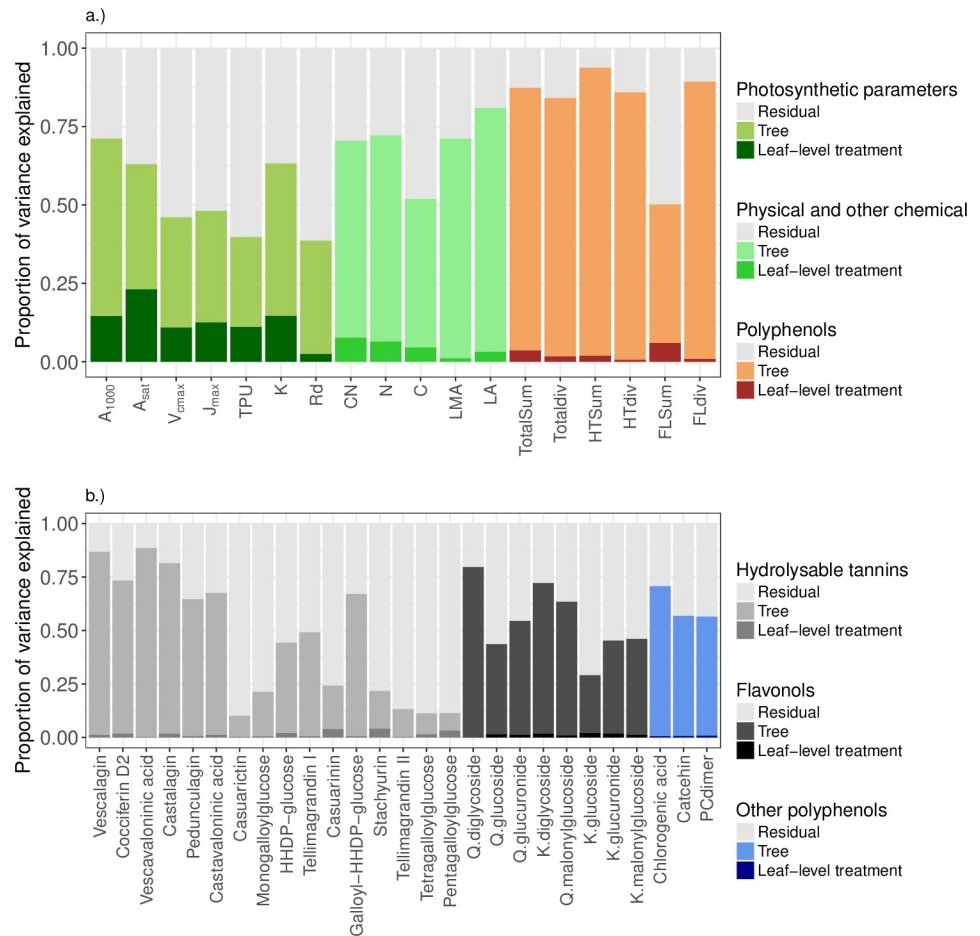 a.)
Proportion of variance explained
1.00
0.75
0.50
0.25
0.00
A1000
Asat
Vcmax
Jmax
TPU
K
Rd
CN
N
C
LMA
LA
TotalSum
Totaldiv
HTSum
HTdiv
FLSum
FLdiv
Photosynthetic parameters
Residual
Tree
Leaf-level treatment
Physical and other chemical
Residual
Tree
Leaf-level treatment
Polyphenols
Residual
Tree
Leaf-level treatment
b.)
Proportion of variance explained
1.00
0.75
0.50
0.25
0.00
Vescalagin
Cocciferin D2
Vescavaloninic acid
Castalagin
Pedunculagin
Castavaloninic acid
Casuarictin
Monogalloylglucose
HHDP-glucose
Tellimagrandin I
Casuarinin
Galloyl-HHDP-glucose
Stachyurin
Tellimagrandin II
Tetragalloylglucose
Pentagalloylglucose
Q.diglycoside
Q.glucoside
Q.glucuronide
K.diglycoside
Q.malonylglucoside
K.glucoside
K.glucuronide
K.malonylglucoside
Chlorogenic acid
Catcehin
PCdimer
Hydrolysable tannins
Residual
Tree
Leaf-level treatment
Flavonols
Residual
Tree
Leaf-level treatment
Other polyphenols
Residual
Tree
Leaf-level treatment